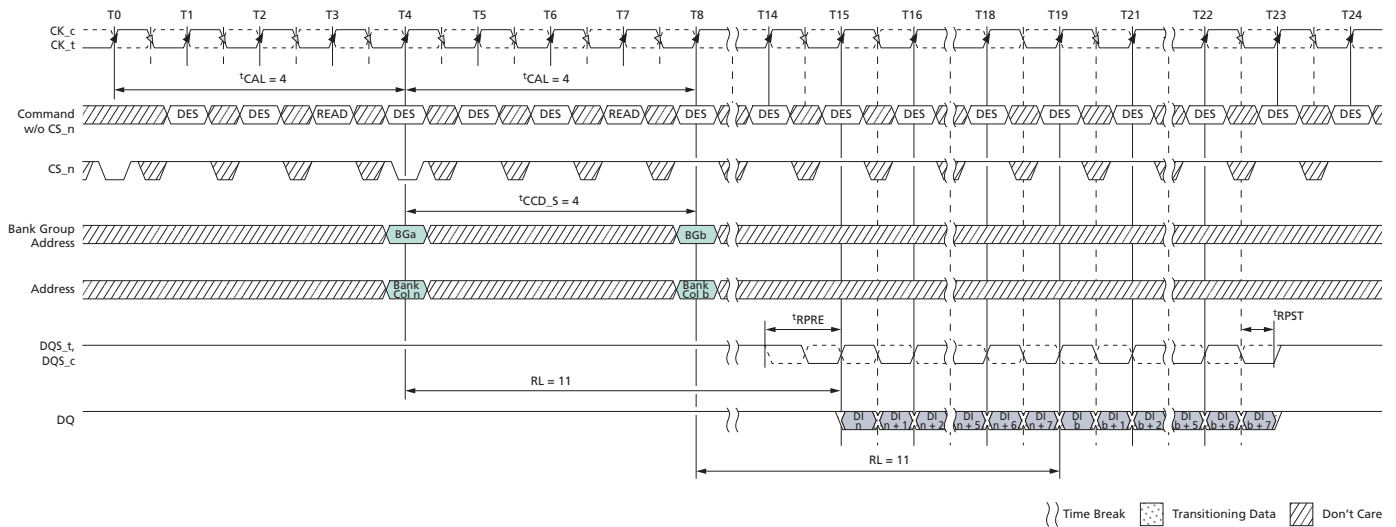 T0 T1 T2 T3 T4 T5 T6 T7 T8 T14 T15 T16 T18 T19 T21 T22 T23 T24
CK_c
CK_t
tCAL = 4 tCAL = 4
Command
w/o CS_n
DES DES READ DES DES DES READ DES DES DES DES DES DES DES DES DES DES
CS_n
tCCD_S = 4
Bank Group
Address
BGa BGb
Address
Bank
Col n
Bank
Col b
tRPRE tRPST
DQS_t,
DQS_c
RL = 11
DQ
DI
n
DI
n + 1
DI
n + 2
DI
n + 5
DI
n + 6
DI
n + 7
DI
b
DI
b + 1
DI
b + 2
DI
b + 5
DI
b + 6
DI
b + 7
RL = 11
Time Break Transitioning Data Don't Care